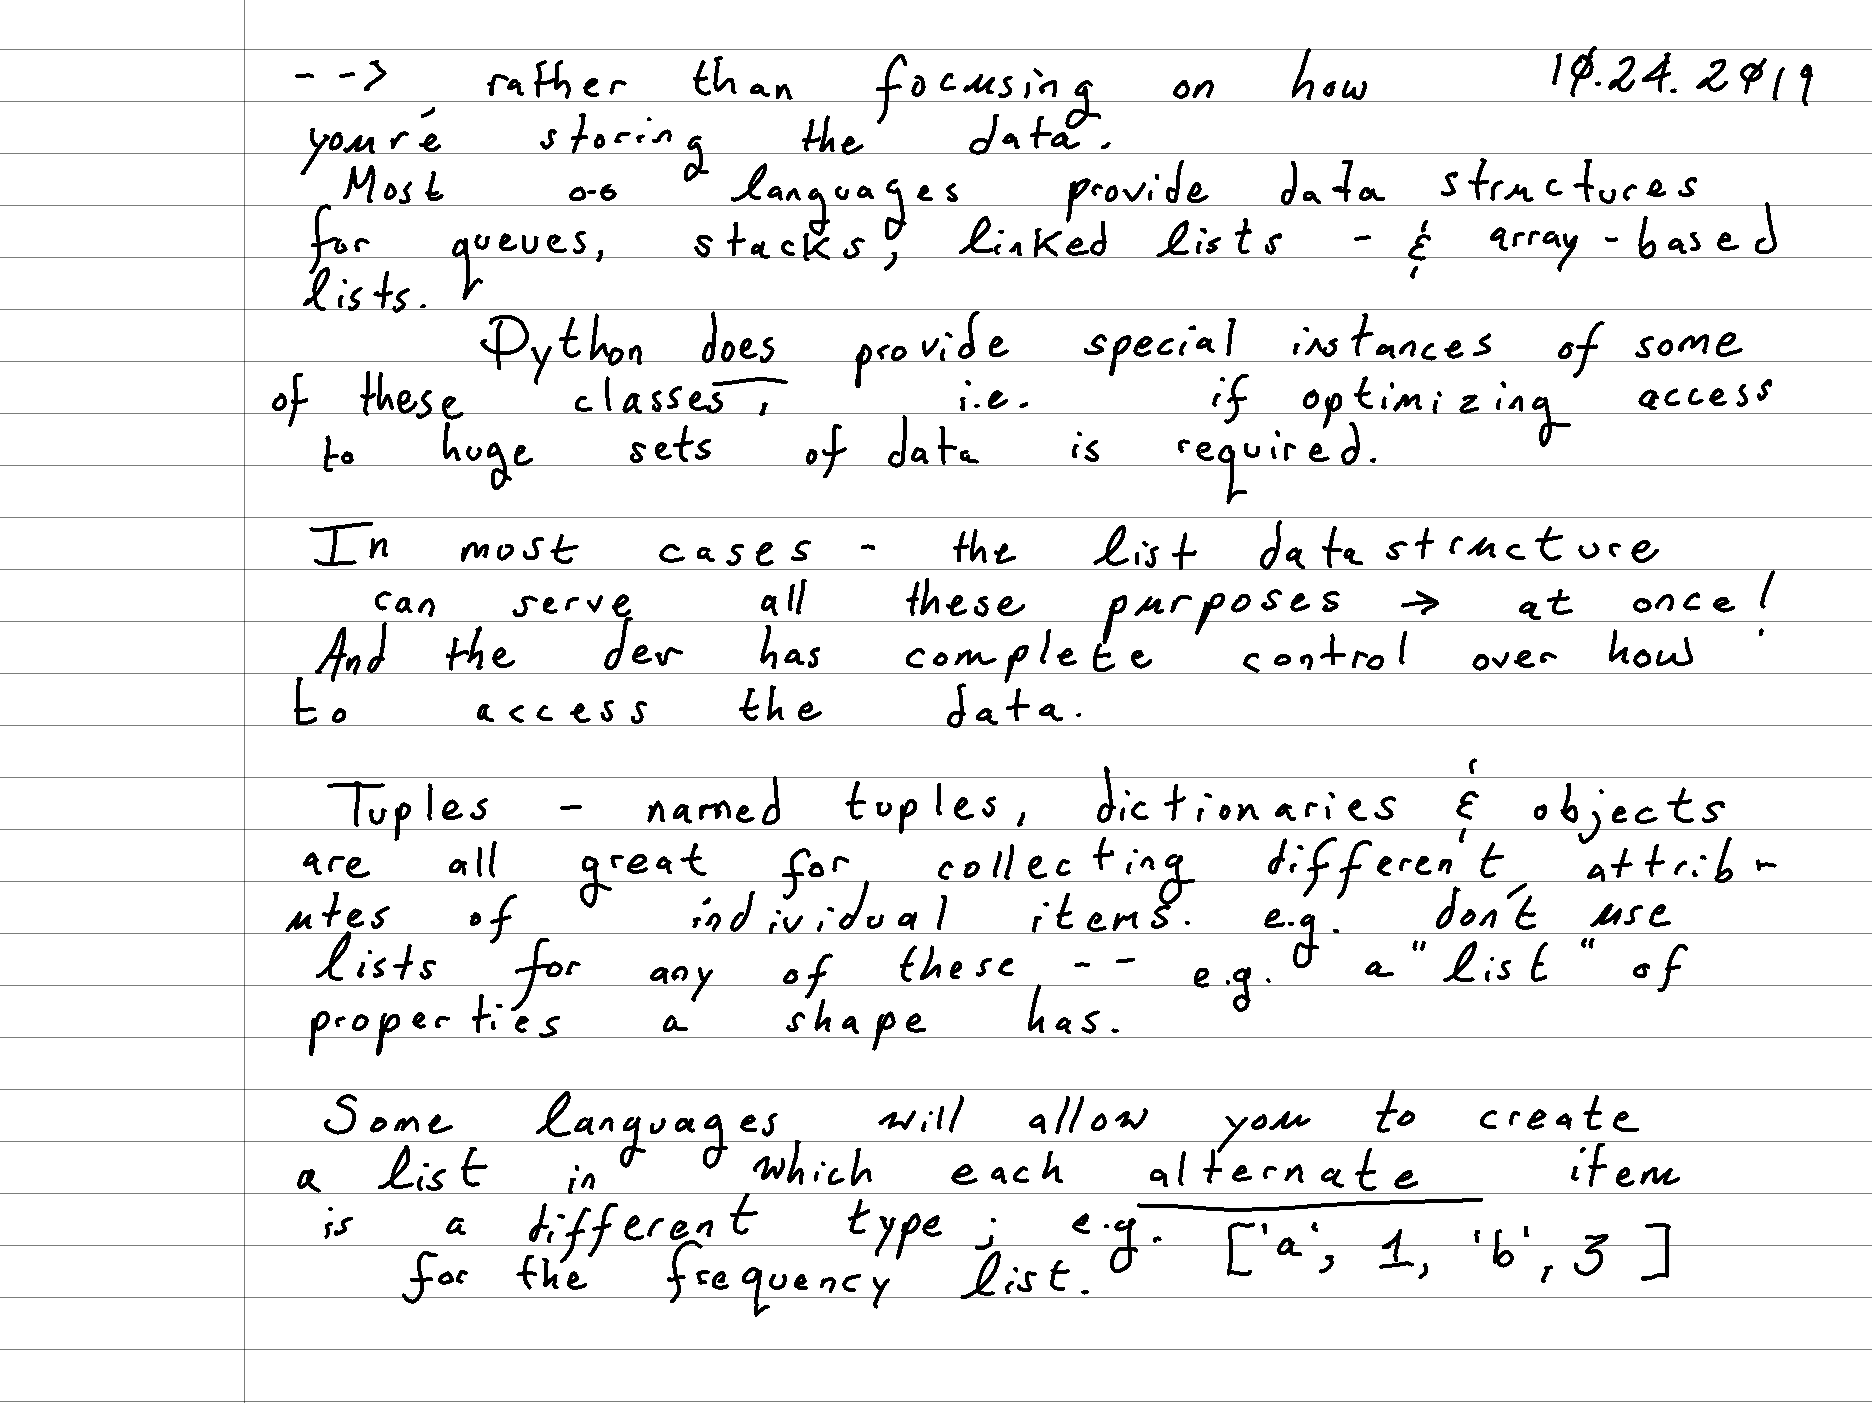 --> rather than focusing on how 10.24.2019
you're storing the data.
Most o-o languages provide data structures
for queues, stacks, linked lists - & array-based
lists.
Python does provide special instances of some
of these classes, i.e. if optimizing access
to huge sets of data is required.
In most cases - the list data structure
can serve all these purposes → at once!
And the dev has complete control over how
to access the data.
Tuples - named tuples, dictionaries & objects
are all great for collecting different attrib-
utes of individual items. e.g. don't use
lists for any of these -- e.g. a "list" of
properties a shape has.
Some languages will allow you to create
a list in which each alternate item
is a different type; e.g. ['a', 1, 'b', 3]
for the frequency list.